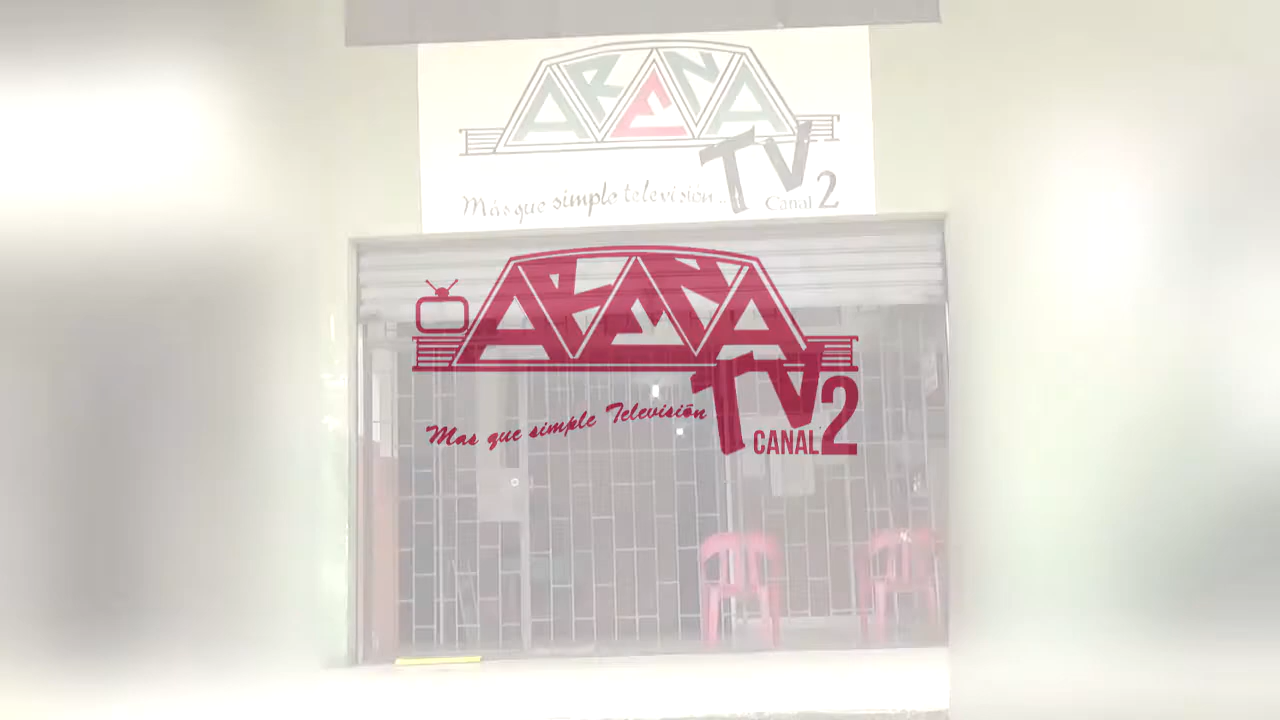 ARENA
TV
Más que simple televisión...
Canal 2
ARENA
TV
Mas que simple Televisión
CANAL 2